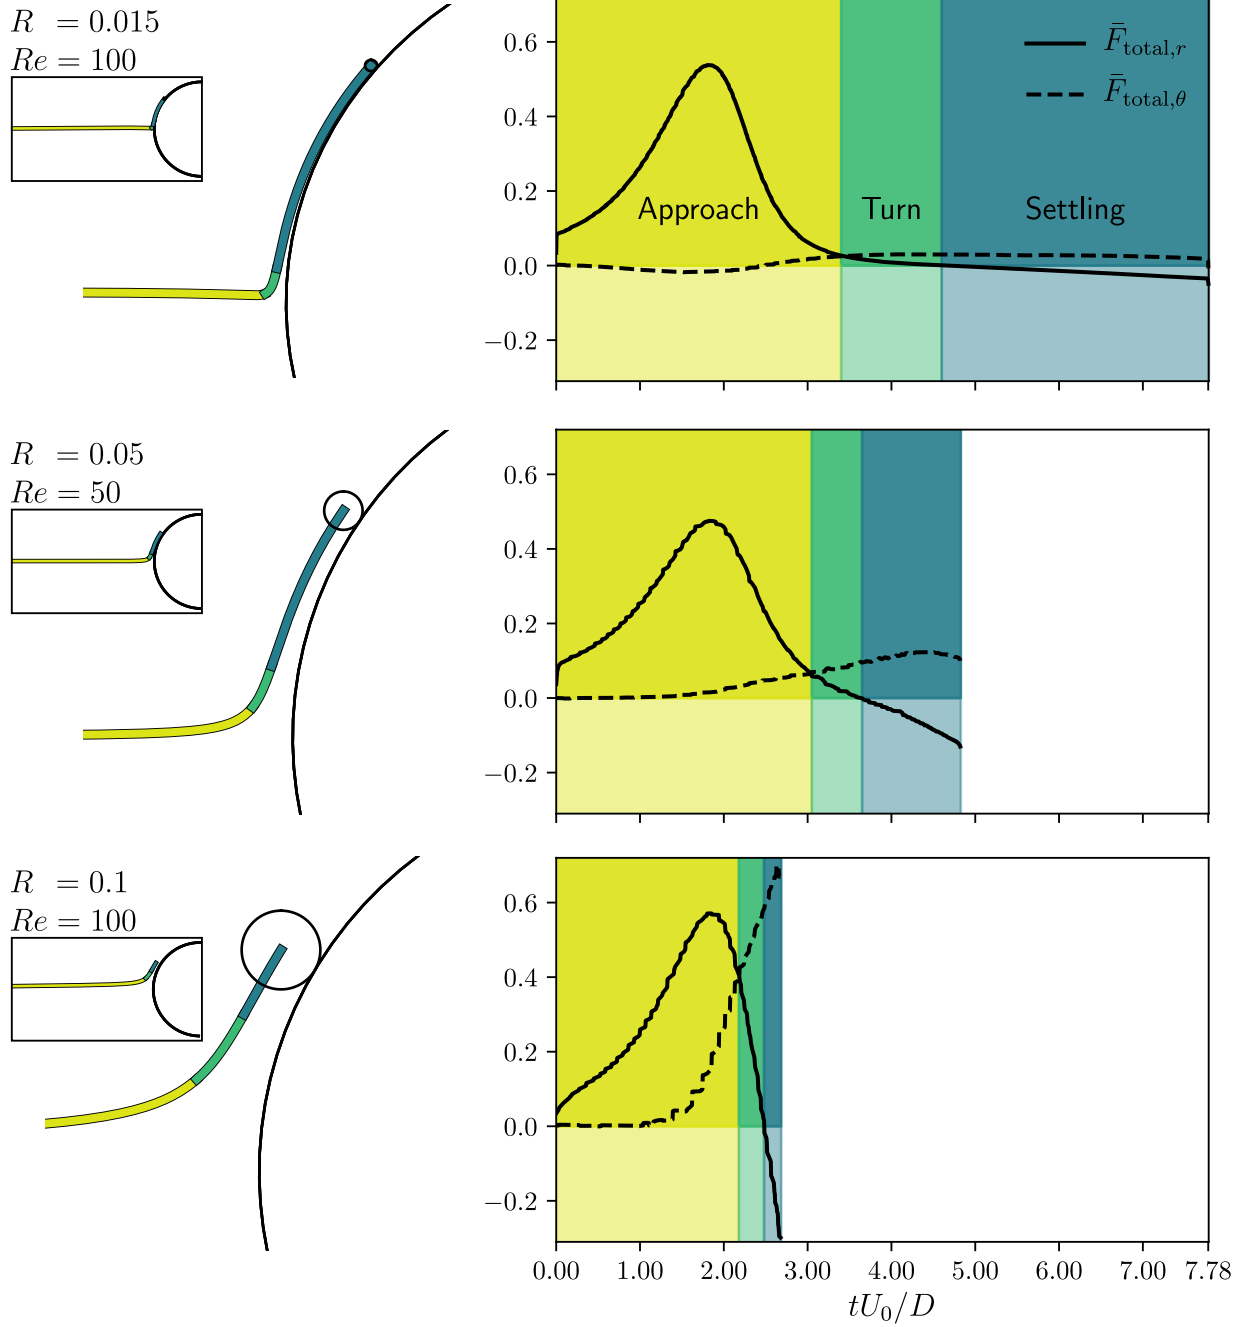 R = 0.015
Re = 100
0.6
0.4
0.2
0.0
−0.2
F̄total,r
F̄total,θ
Approach Turn Settling
R = 0.05
Re = 50
0.6
0.4
0.2
0.0
−0.2
R = 0.1
Re = 100
0.6
0.4
0.2
0.0
−0.2
0.00 1.00 2.00 3.00 4.00 5.00 6.00 7.00 7.78
tU₀/D